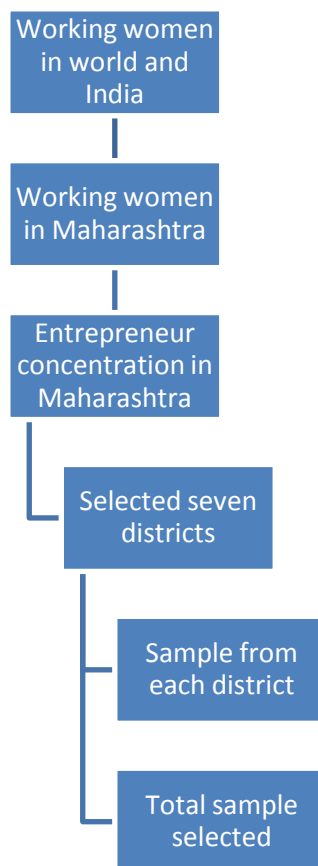 Working women
in world and
India
Working women
in Maharashtra
Entrepreneur
concentration in
Maharashtra
Selected seven
districts
Sample from
each district
Total sample
selected